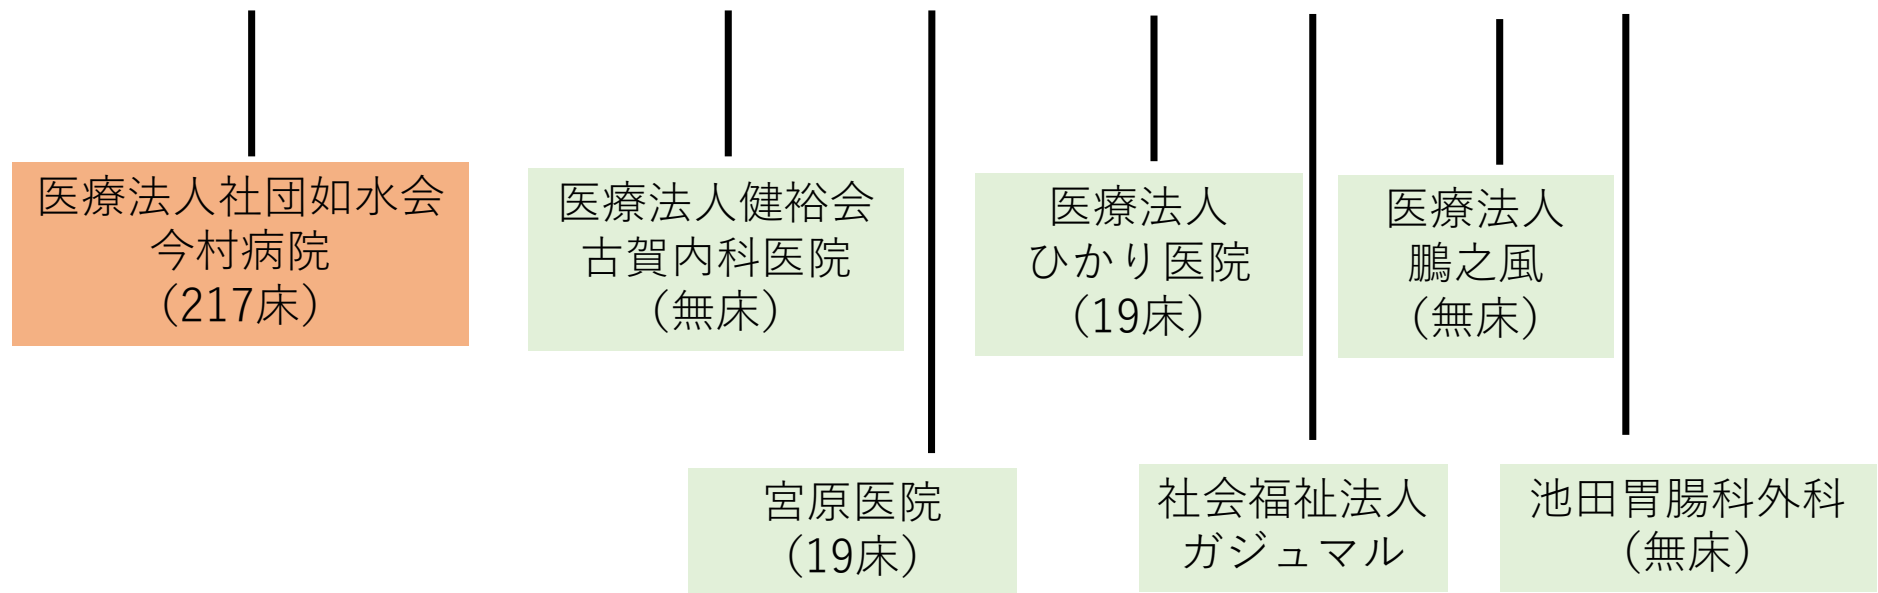 医療法人社団如水会
今村病院
(217床)
医療法人健裕会
古賀内科医院
(無床)
医療法人
ひかり医院
(19床)
医療法人
鵬之風
(無床)
宮原医院
(19床)
社会福祉法人
ガジュマル
池田胃腸科外科
(無床)